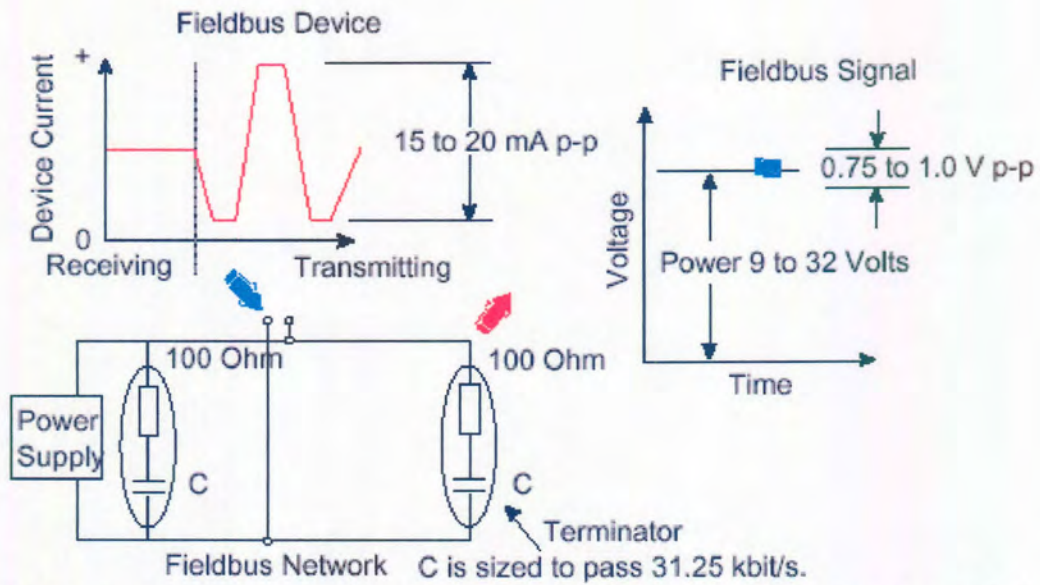 Fieldbus Device
+
Device Current
15 to 20 mA p-p
0
Receiving
Transmitting
Fieldbus Signal
0.75 to 1.0 V p-p
Voltage
Power 9 to 32 Volts
Time
100 Ohm
100 Ohm
Power
Supply
C
C
Terminator
Fieldbus Network
C is sized to pass 31.25 kbit/s.